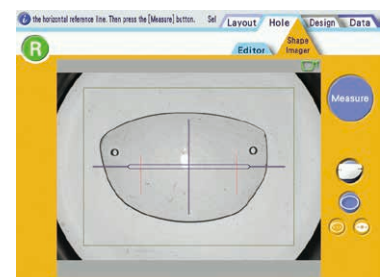 the horizontal reference line. Then press the [Measure] button. Sel
Layout Hole Design Data
Editor Shape Imager
R
Measure